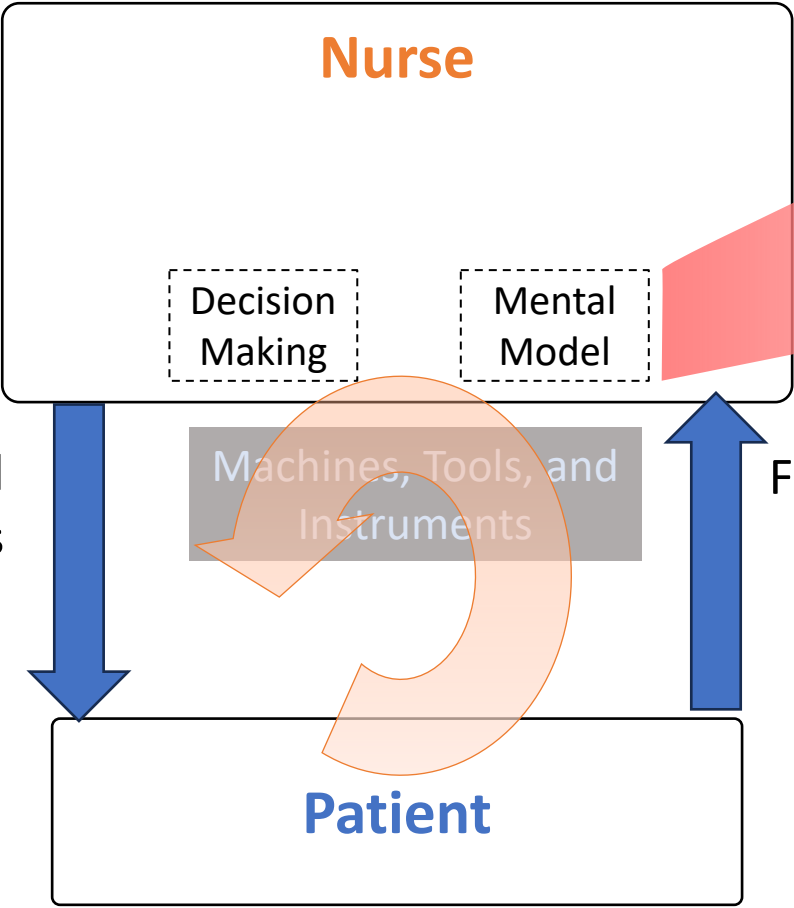 Nurse
Decision
Making
Mental
Model
Machines, Tools, and
Instruments
F
s
Patient